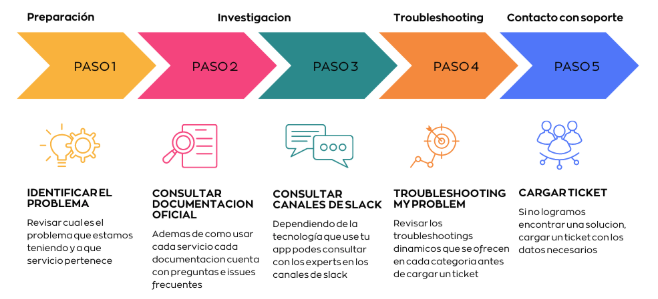 Preparación
Investigacion
Troubleshooting
Contacto con soporte
PASO 1
PASO 2
PASO 3
PASO 4
PASO 5
IDENTIFICAR EL
PROBLEMA
Revisar cual es el
problema que estamos
teniendo y a que
servicio pertenece
CONSULTAR
DOCUMENTACION
OFICIAL
Ademas de como usar
cada servicio cada
documentacion cuenta
con preguntas e issues
frecuentes
CONSULTAR
CANALES DE SLACK
Dependiendo de la
tecnología que use tu
app podes consultar
con los experts en los
canales de slack
TROUBLESHOOTING
MY PROBLEM
Revisar los
troubleshootings
dinamicos que se ofrecen
en cada categoria antes
de cargar un ticket
CARGAR TICKET
Si no logramos
encontrar una solucion,
cargar un ticket con los
datos necesarios